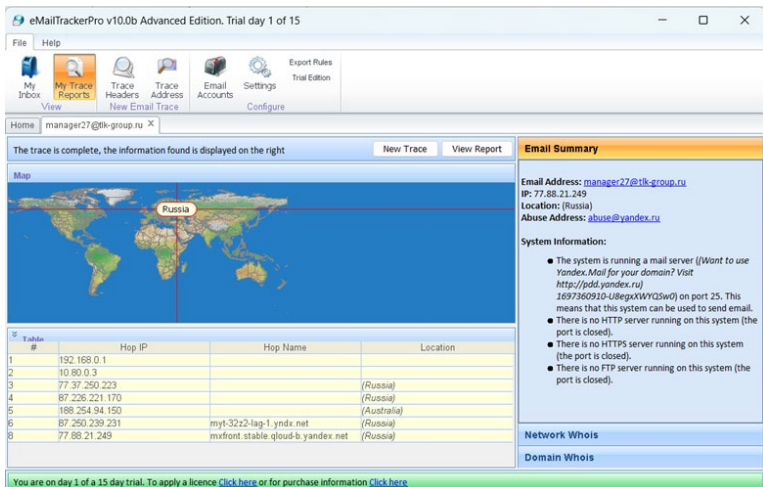 eMailTrackerPro v10.0b Advanced Edition. Trial day 1 of 15
File Help
My Inbox
My Trace Reports
Trace Headers
Trace Address
Email Accounts
Settings
Export Rules
Trial Edition
View New Email Trace Configure
Home manager27@tlk-group.ru X
The trace is complete, the information found is displayed on the right New Trace View Report
Map
Russia
Table
# Hop IP Hop Name Location
1 192.168.0.1
2 10.80.0.3
3 77.37.250.223 (Russia)
4 87.226.221.170 (Russia)
5 188.254.94.150 (Australia)
6 87.250.239.231 myt-32z2-lag-1.yndx.net (Russia)
8 77.88.21.249 mxfront.stable.qloud-b.yandex.net (Russia)
Email Summary
Email Address: manager27@tlk-group.ru
IP: 77.88.21.249
Location: (Russia)
Abuse Address: abuse@yandex.ru
System Information:
The system is running a mail server ((Want to use
Yandex.Mail for your domain? Visit
http://pdd.yandex.ru)
1697360910-U8egxXWYQSw0) on port 25. This
means that this system can be used to send email.
There is no HTTP server running on this system (the
port is closed).
There is no HTTPS server running on this system
(the port is closed).
There is no FTP server running on this system (the
port is closed).
Network Whois
Domain Whois
You are on day 1 of a 15 day trial. To apply a licence Click here or for purchase information Click here